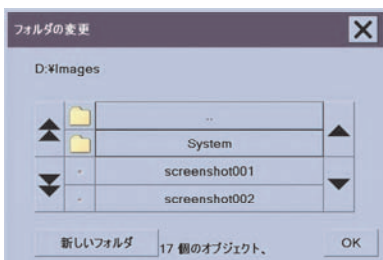 フォルダの変更
D:¥Images
..
System
- screenshot001
- screenshot002
新しいフォルダ 17 個のオブジェクト、 OK